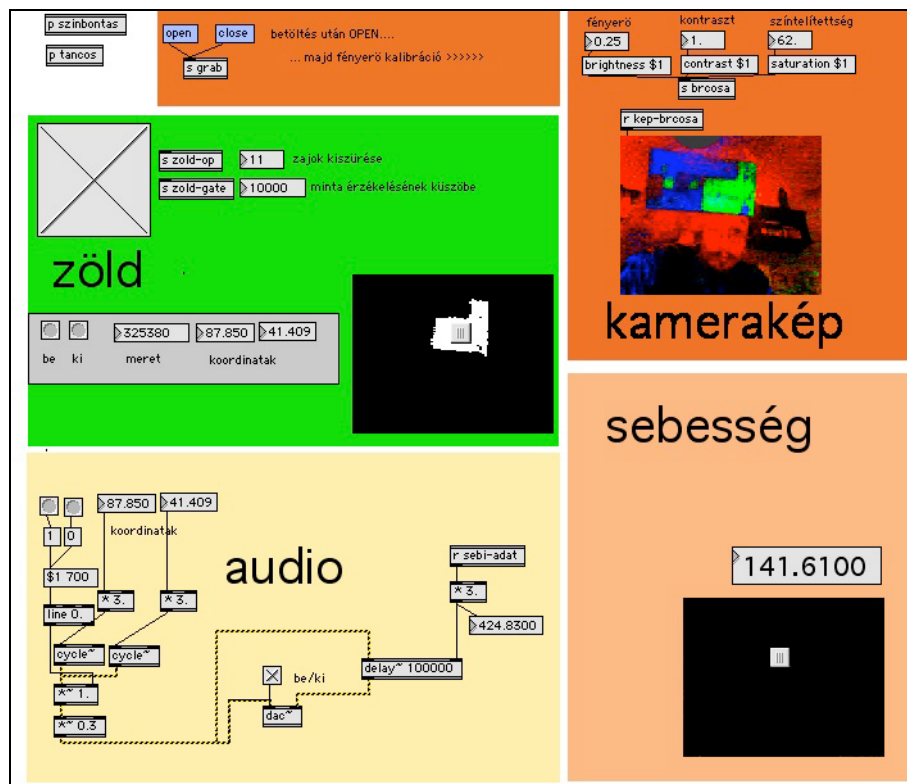 p szinbontas
p tancos
open close betöltés után OPEN....
... majd fényerö kalibráció >>>>>>
s grab
fényerö kontraszt színtelítettség
0.25 1. 62.
brightness $1 contrast $1 saturation $1
s brcosa
r kep-brcosa
kamerakép
s zold-op 11 zajok kiszürése
s zold-gate 10000 minta érzékelésének küszöbe
zöld
325380 87.850 41.409
be ki meret koordinatak
audio
87.850 41.409
koordinatak
1 0
$1 700
* 3. * 3.
line 0.
cycle~ cycle~
*~ 1.
*~ 0.3
be/ki
dac~
r sebi-adat
* 3.
424.8300
delay~ 100000
sebesség
141.6100